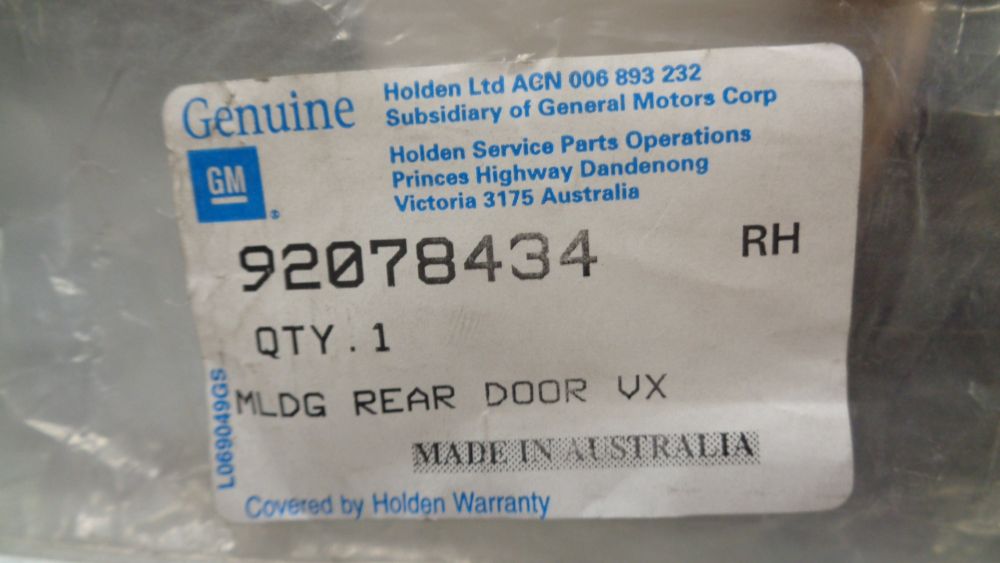 Genuine
GM
®
Holden Ltd ACN 006 893 232
Subsidiary of General Motors Corp
Holden Service Parts Operations
Princes Highway Dandenong
Victoria 3175 Australia
92078434 RH
QTY.1
MLDG REAR DOOR VX
MADE IN AUSTRALIA
L069049GS
Covered by Holden Warranty